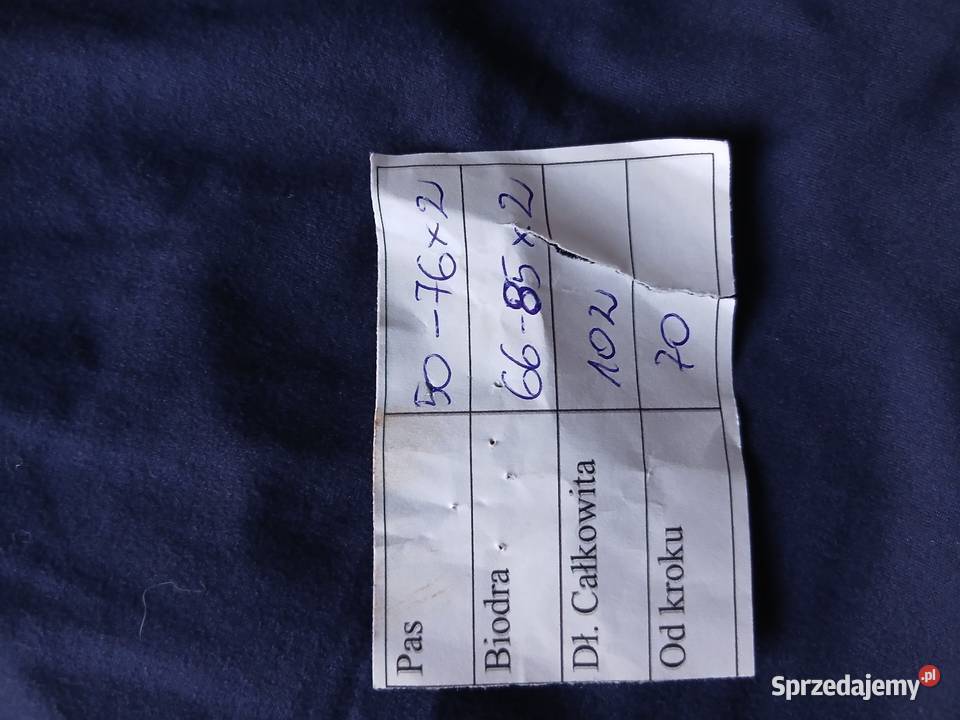 Pas 50-76x2
Biodra 66-85x2
Dł. Całkowita 102
Od kroku 70
Sprzedajemy.pl